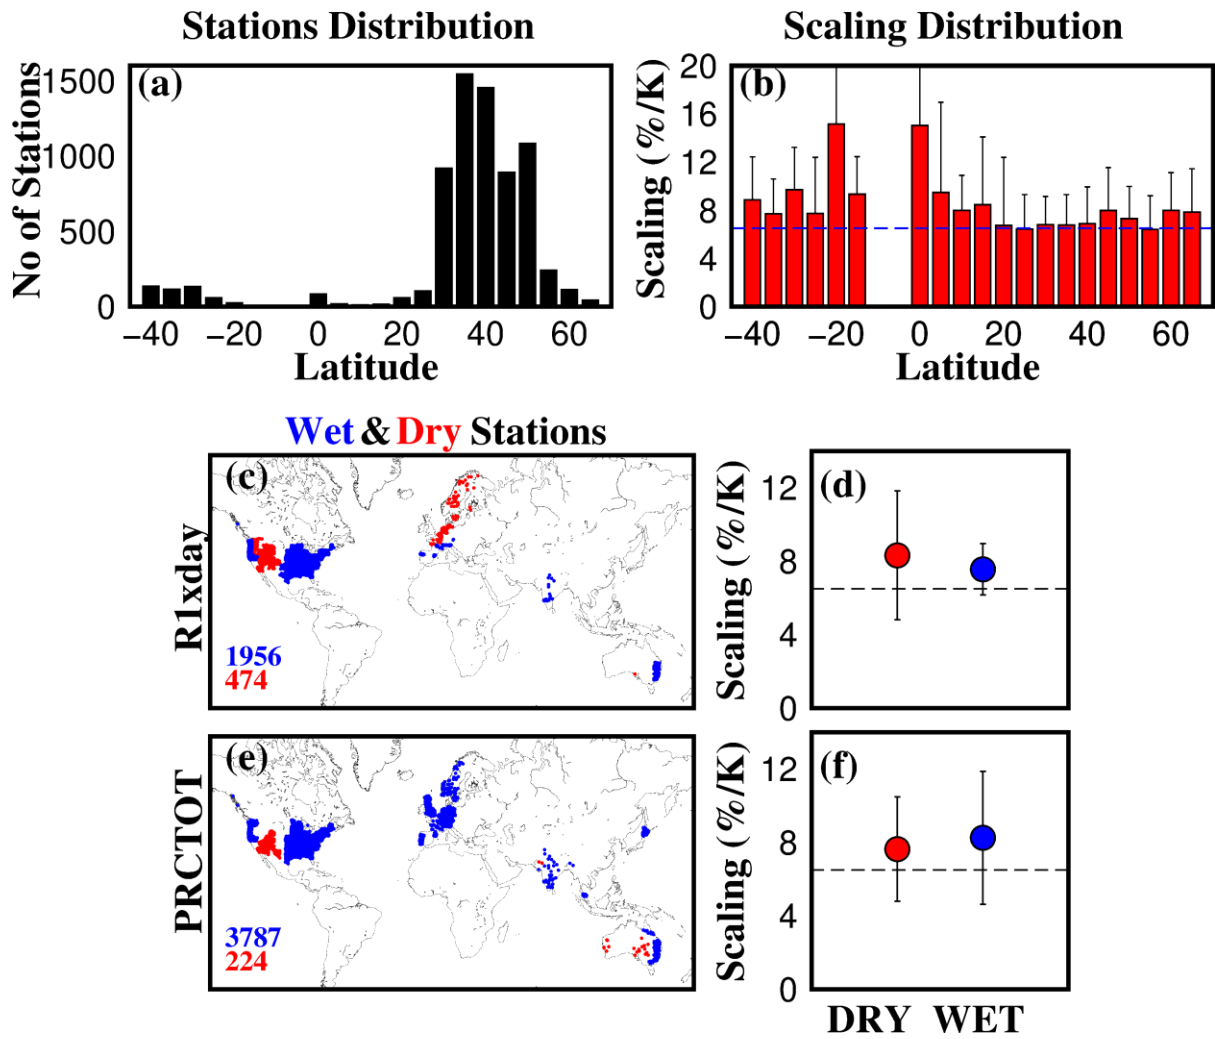 Stations Distribution
Scaling Distribution
(a)
No of Stations
1500
1000
500
0
−40 −20 0 20 40 60
Latitude
(b)
Scaling (%/K)
20
16
12
8
4
0
−40 −20 0 20 40 60
Latitude
Wet & Dry Stations
(c)
R1xday
1956
474
(d)
Scaling (%/K)
12
8
4
0
(e)
PRCTOT
3787
224
(f)
Scaling (%/K)
12
8
4
0
DRY WET